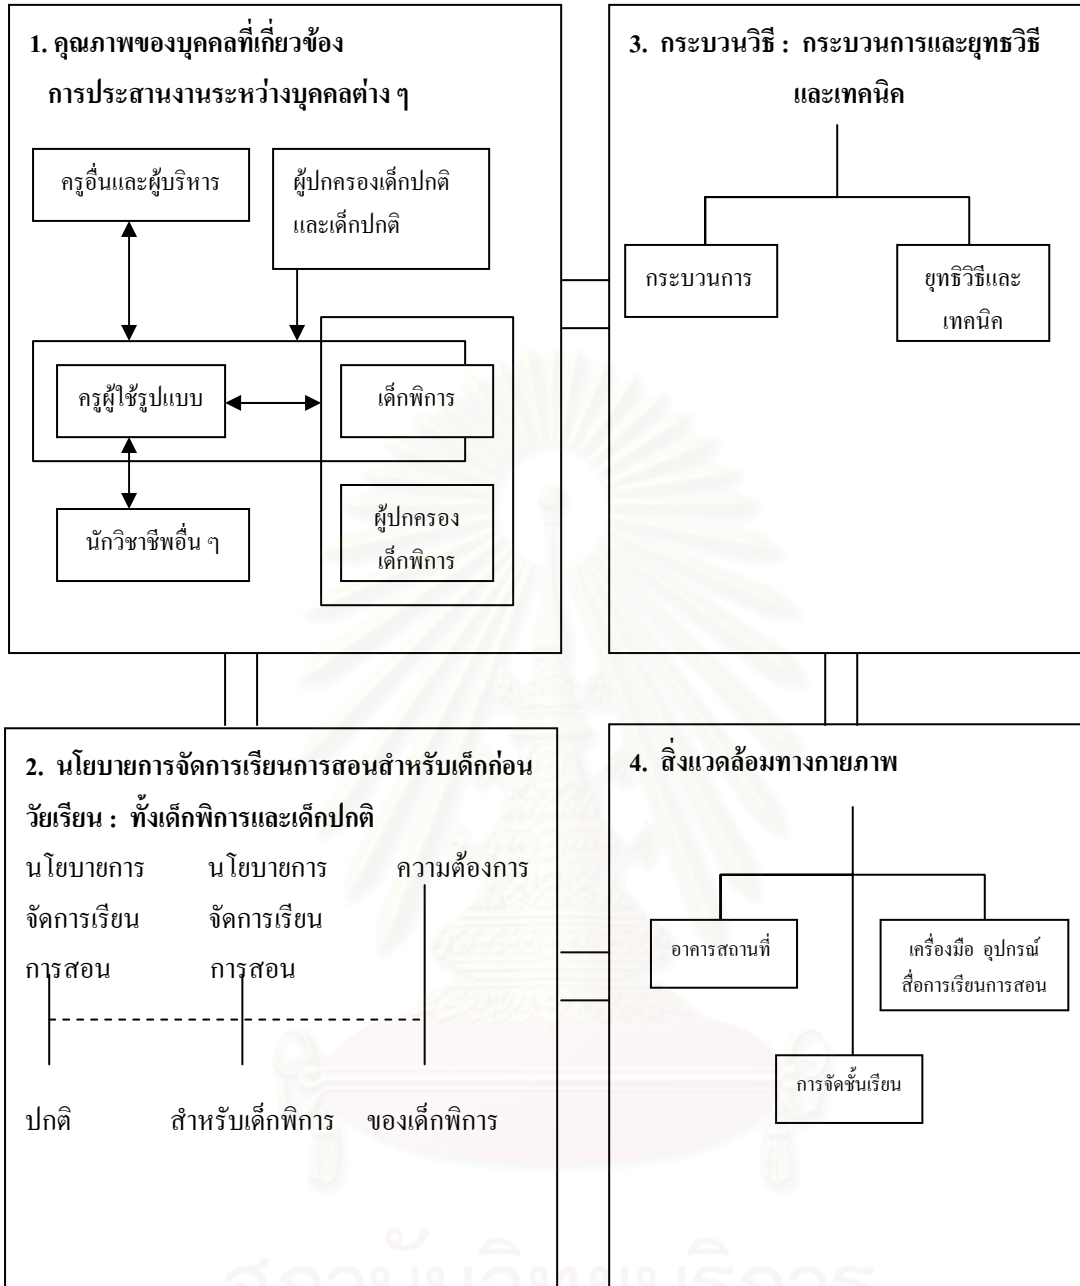 1. คุณภาพของบุคคลที่เกี่ยวข้อง
การประสานงานระหว่างบุคคลต่าง ๆ
ครูอื่นและผู้บริหาร
ผู้ปกครองเด็กปกติ
และเด็กปกติ
ครูผู้ใช้รูปแบบ
เด็กพิการ
นักวิชาชีพอื่น ๆ
ผู้ปกครอง
เด็กพิการ
3. กระบวนวิธี : กระบวนการและยุทธวิธี
และเทคนิค
กระบวนการ
ยุทธิวิธีและ
เทคนิค
2. นโยบายการจัดการเรียนการสอนสำหรับเด็กก่อน
วัยเรียน : ทั้งเด็กพิการและเด็กปกติ
นโยบายการ
จัดการเรียน
การสอน
ปกติ
นโยบายการ
จัดการเรียน
การสอน
สำหรับเด็กพิการ
ความต้องการ
ของเด็กพิการ
4. สิ่งแวดล้อมทางกายภาพ
อาคารสถานที่
เครื่องมือ อุปกรณ์
สื่อการเรียนการสอน
การจัดชั้นเรียน
สถาบันวิทยบริการ